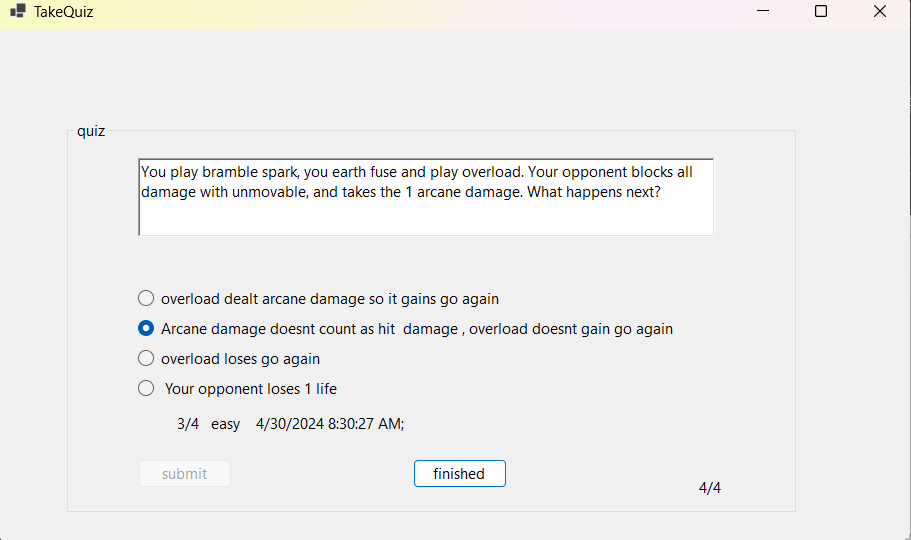 TakeQuiz
quiz
You play bramble spark, you earth fuse and play overload. Your opponent blocks all
damage with unmovable, and takes the 1 arcane damage. What happens next?
overload dealt arcane damage so it gains go again
Arcane damage doesnt count as hit  damage , overload doesnt gain go again
overload loses go again
Your opponent loses 1 life
3/4   easy    4/30/2024 8:30:27 AM;
submit
finished
4/4